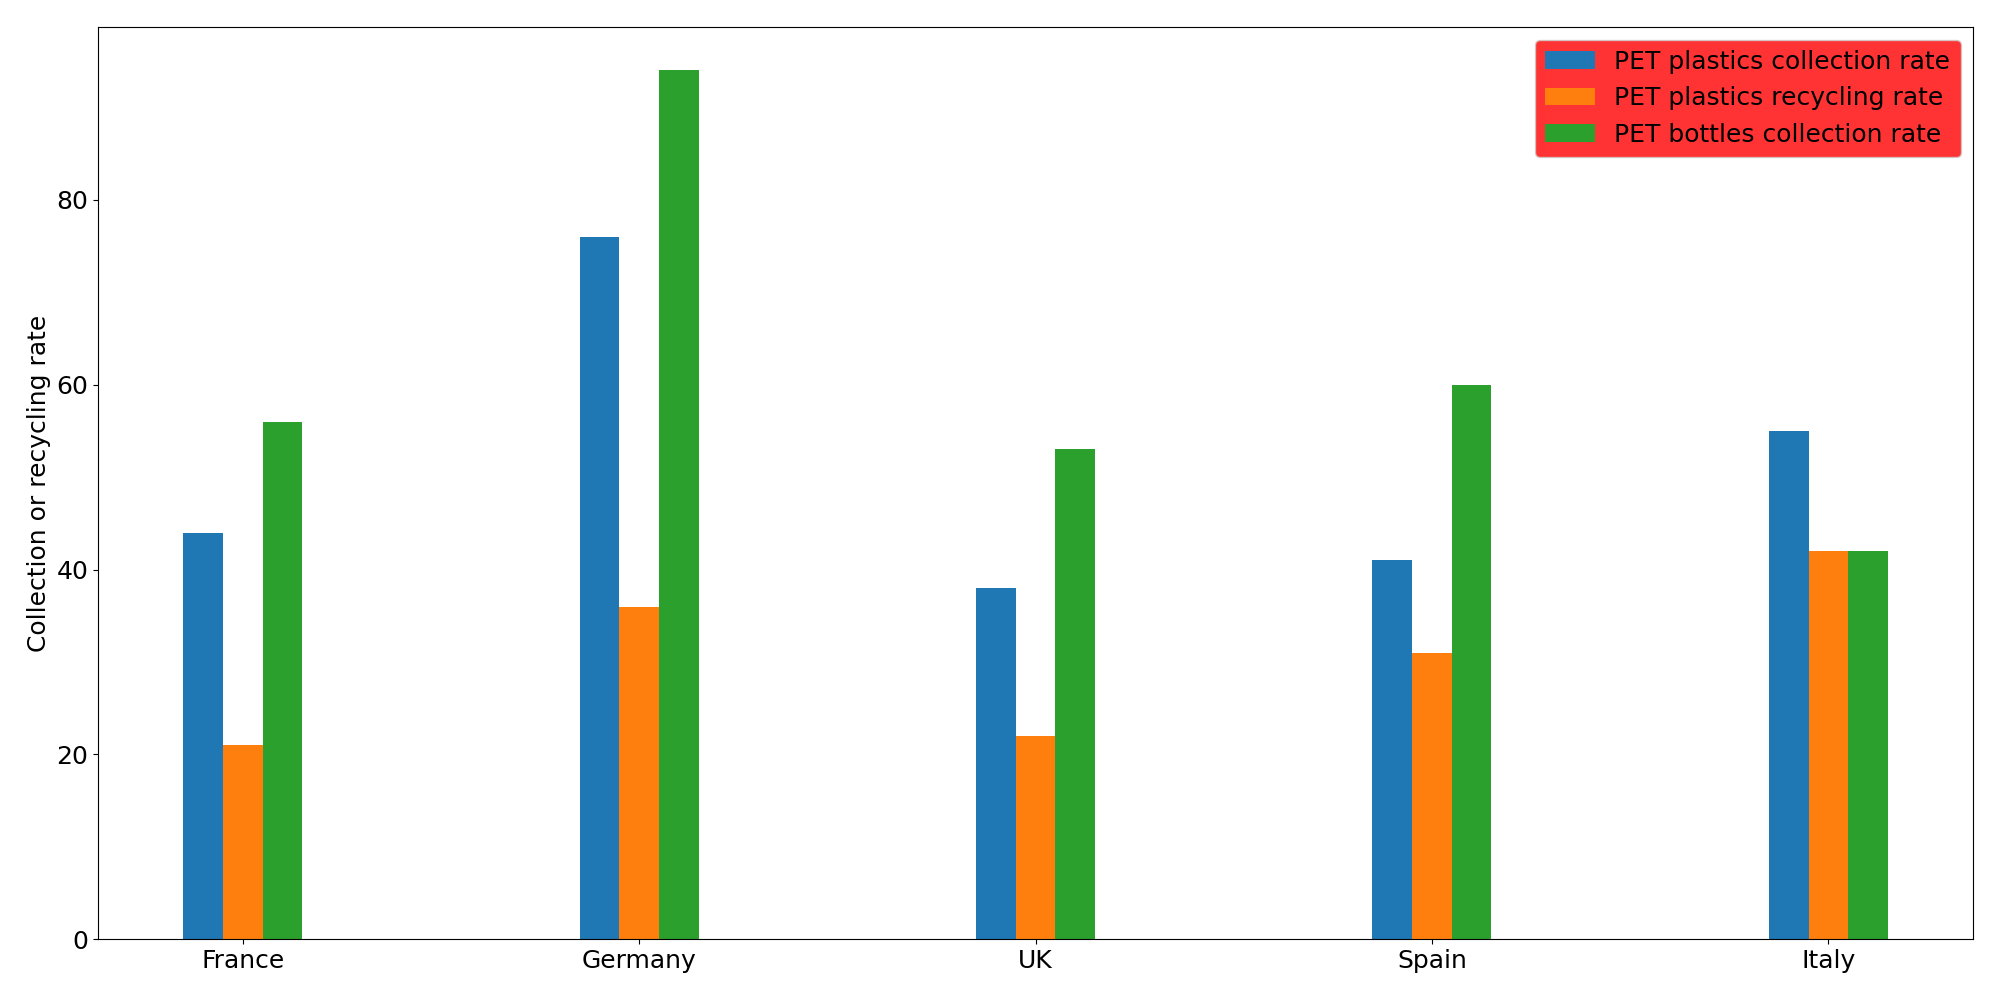 PET plastics collection rate
PET plastics recycling rate
PET bottles collection rate
Collection or recycling rate
80
60
40
20
0
France
Germany
UK
Spain
Italy